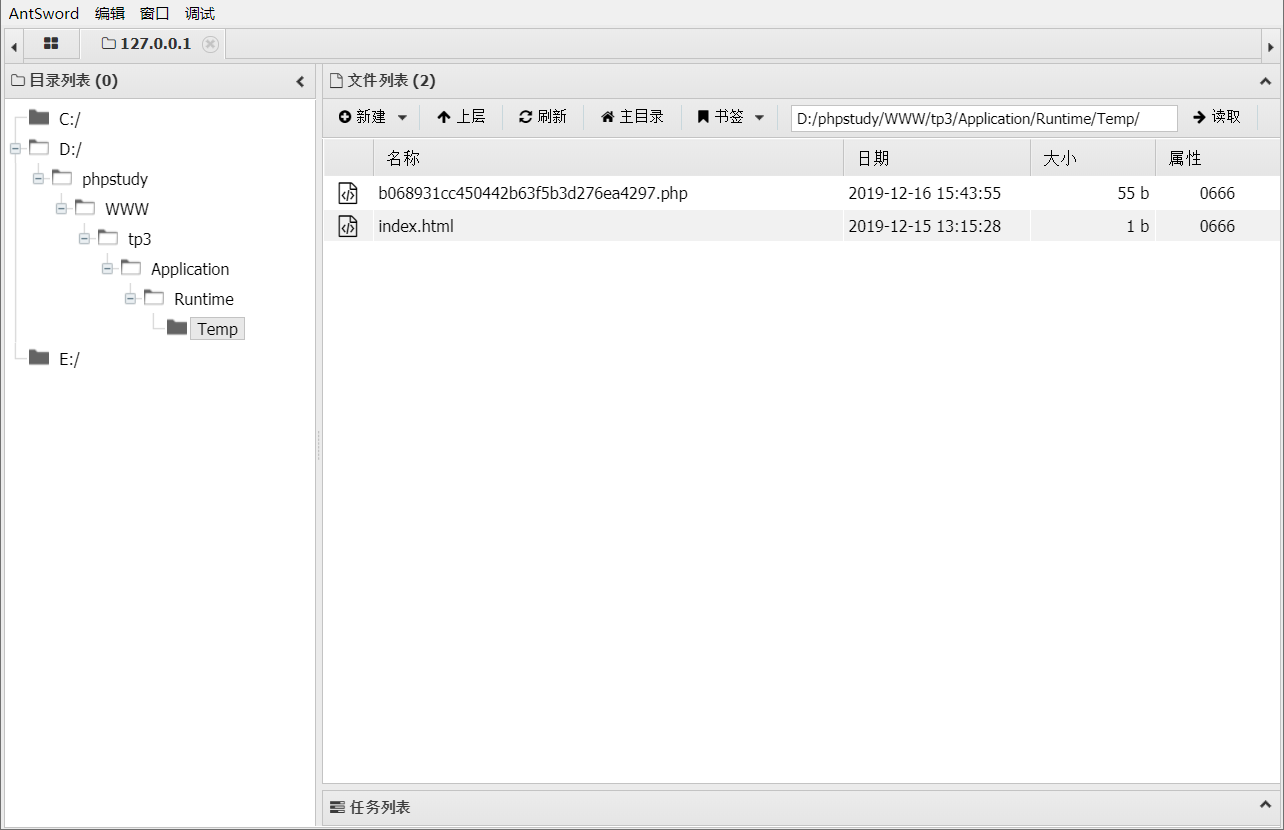 AntSword 编辑 窗口 调试
127.0.0.1
目录列表 (0)
C:/
D:/
phpstudy
WWW
tp3
Application
Runtime
Temp
E:/
文件列表 (2)
新建 上层 刷新 主目录 书签 D:/phpstudy/WWW/tp3/Application/Runtime/Temp/ 读取
名称 日期 大小 属性
b068931cc450442b63f5b3d276ea4297.php 2019-12-16 15:43:55 55 b 0666
index.html 2019-12-15 13:15:28 1 b 0666
任务列表